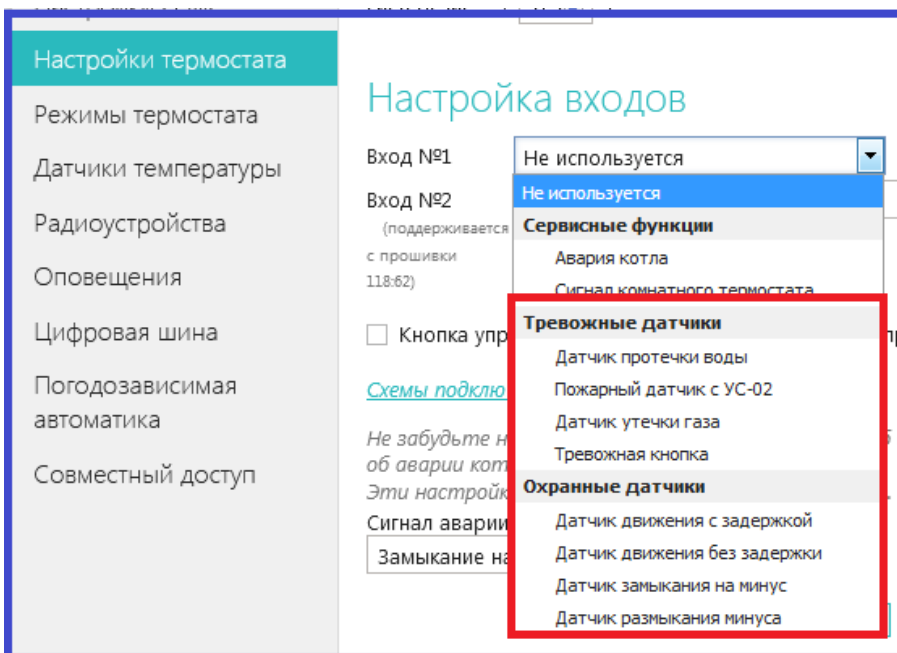 Настройки термостата
Режимы термостата
Датчики температуры
Радиоустройства
Оповещения
Цифровая шина
Погодозависимая
автоматика
Совместный доступ
Настройка входов
Вход №1
Не используется
Вход №2
(поддерживается
с прошивки
118:62)
Не используется
Сервисные функции
Авария котла
Сигнал комнатного термостата
Тревожные датчики
Датчик протечки воды
Пожарный датчик с УС-02
Датчик утечки газа
Тревожная кнопка
Охранные датчики
Датчик движения с задержкой
Датчик движения без задержки
Датчик замыкания на минус
Датчик размыкания минуса
Кнопка упр
Схемы подклю
Не забудьте н
об аварии кот
Эти настройк
Сигнал аварии
Замыкание на